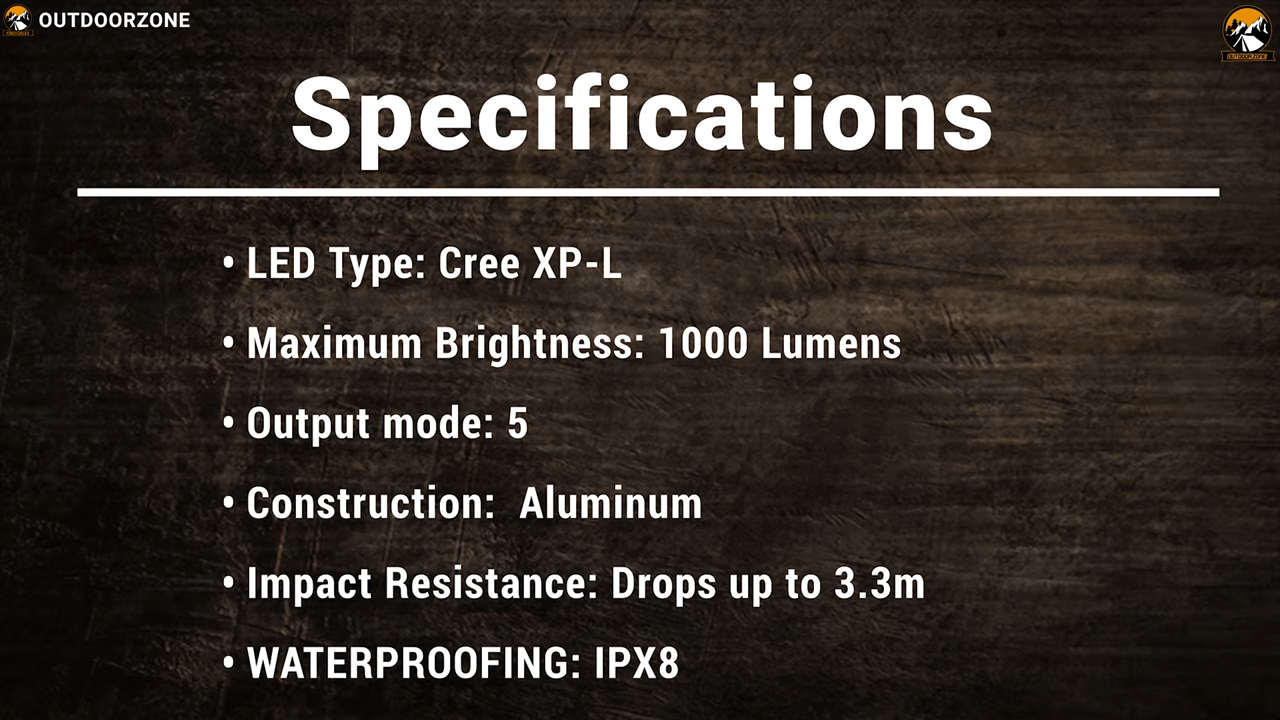 OUTDOORZONE
OUTDOORZONE
Specifications
• LED Type: Cree XP-L
• Maximum Brightness: 1000 Lumens
• Output mode: 5
• Construction:  Aluminum
• Impact Resistance: Drops up to 3.3m
• WATERPROOFING: IPX8